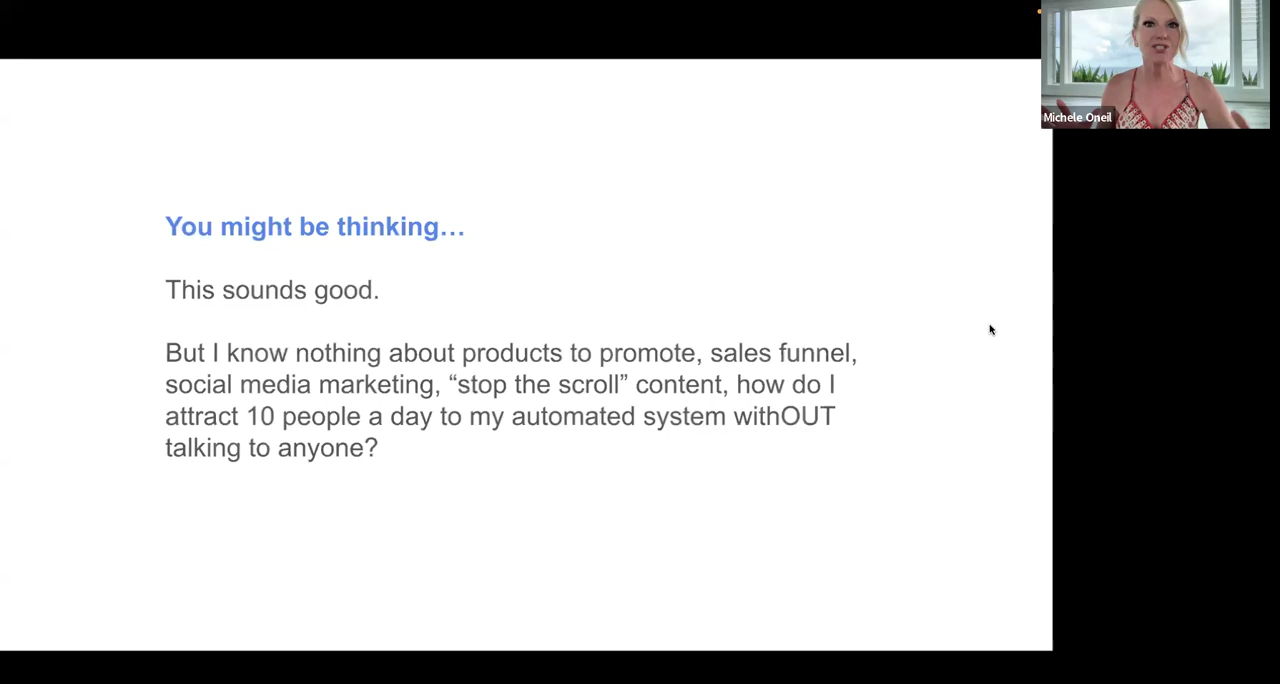 Michele Oneil
You might be thinking…
This sounds good.
But I know nothing about products to promote, sales funnel,
social media marketing, “stop the scroll” content, how do I
attract 10 people a day to my automated system withOUT
talking to anyone?